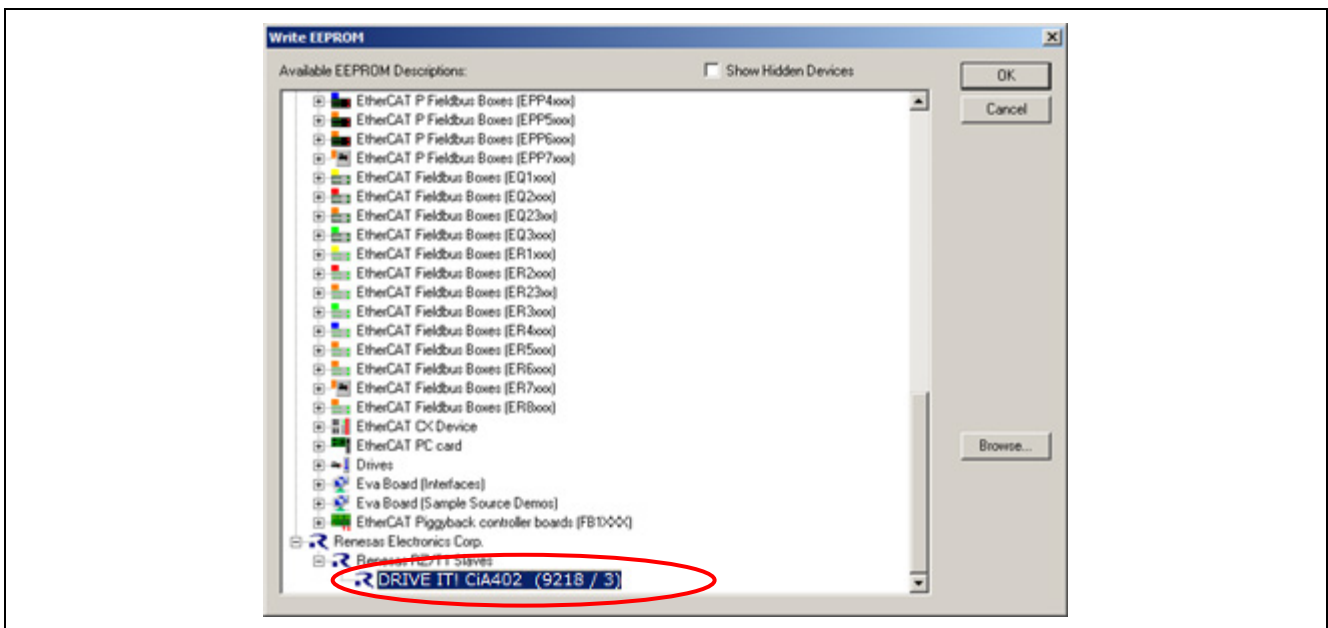 Write EEPROM
Available EEPROM Descriptions:
Show Hidden Devices
OK
Cancel
EtherCAT P Fieldbus Boxes (EPP4xxx)
EtherCAT P Fieldbus Boxes (EPP5xxx)
EtherCAT P Fieldbus Boxes (EPP6xxx)
EtherCAT P Fieldbus Boxes (EPP7xxx)
EtherCAT Fieldbus Boxes (EQ1xxx)
EtherCAT Fieldbus Boxes (EQ2xxx)
EtherCAT Fieldbus Boxes (EQ23xx)
EtherCAT Fieldbus Boxes (EQ3xxx)
EtherCAT Fieldbus Boxes (ER1xxx)
EtherCAT Fieldbus Boxes (ER2xxx)
EtherCAT Fieldbus Boxes (ER23xx)
EtherCAT Fieldbus Boxes (ER3xxx)
EtherCAT Fieldbus Boxes (ER4xxx)
EtherCAT Fieldbus Boxes (ER5xxx)
EtherCAT Fieldbus Boxes (ER6xxx)
EtherCAT Fieldbus Boxes (ER7xxx)
EtherCAT Fieldbus Boxes (ER8xxx)
EtherCAT CX Device
EtherCAT PC card
Drives
Eva Board (Interfaces)
Eva Board (Sample Source Demos)
EtherCAT Piggyback controller boards (FB1XXX)
Browse...
Renesas Electronics Corp.
Renesas RZ/T1 Slaves
DRIVE IT! CiA402 (9218 / 3)